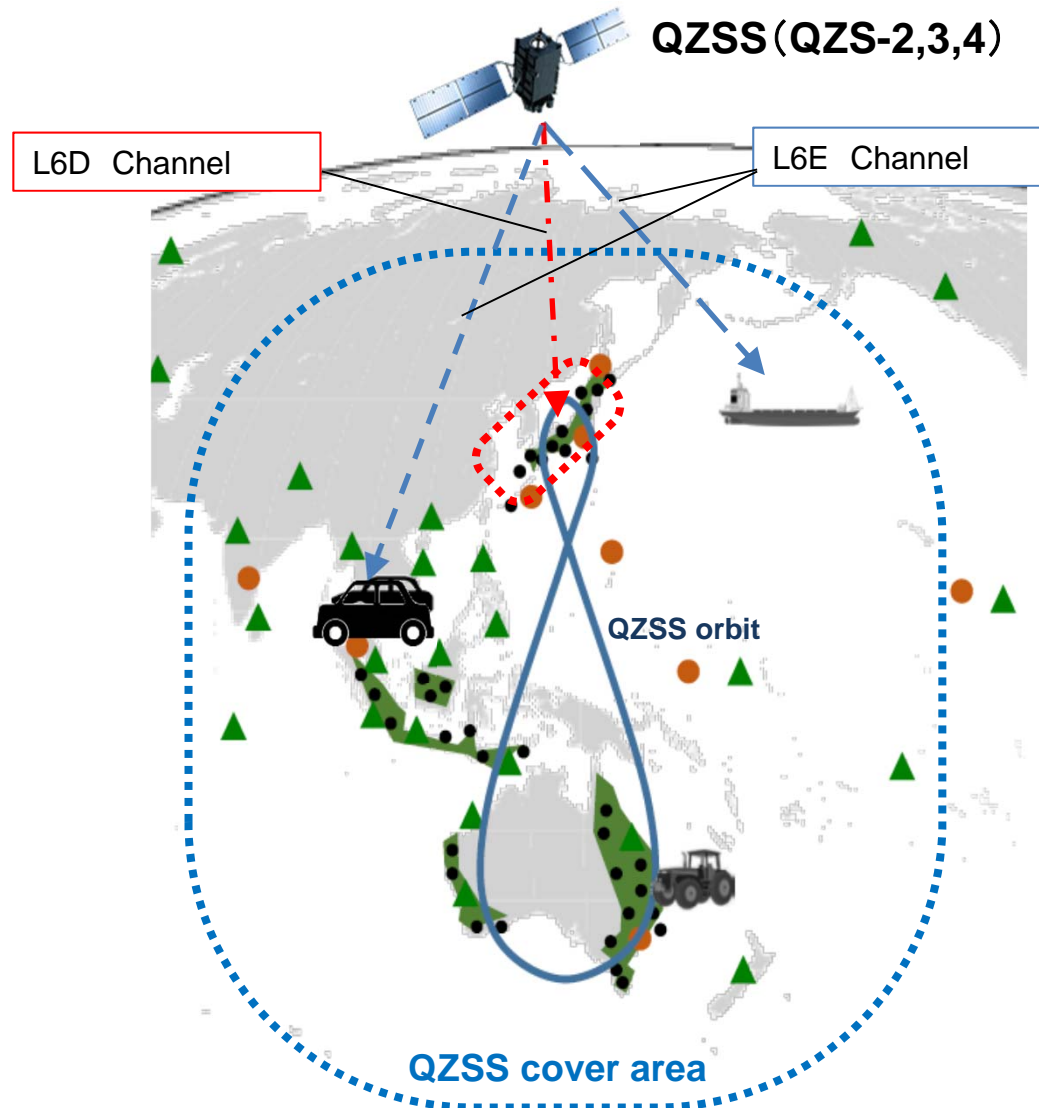 QZSS（QZS-2,3,4）
L6D Channel
L6E Channel
QZSS orbit
QZSS cover area